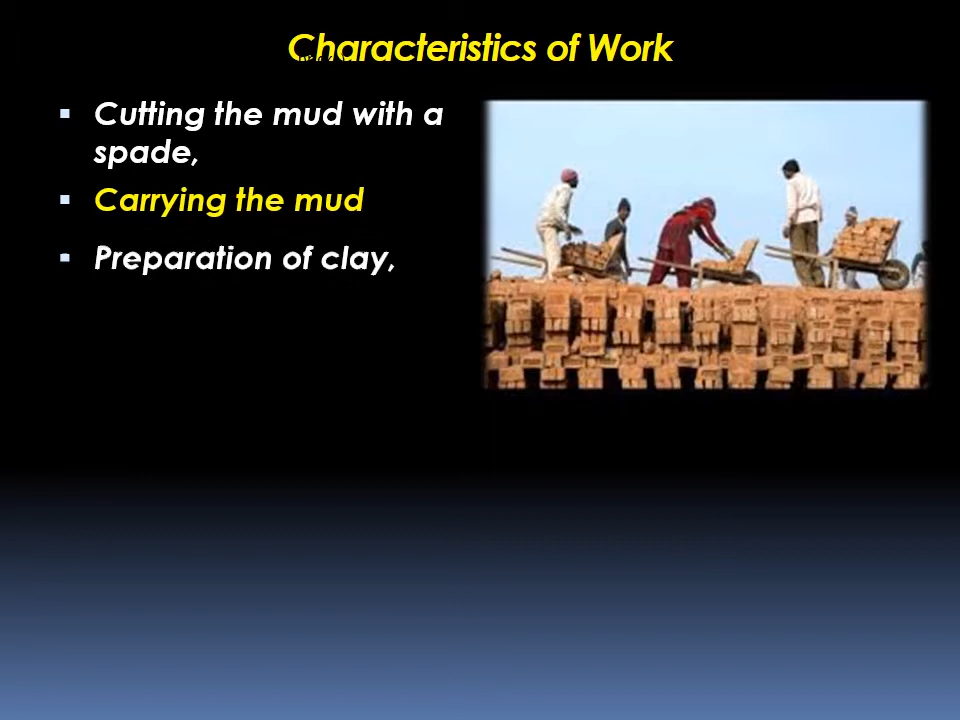 Characteristics of Work
Cutting the mud with a
spade,
Carrying the mud
Preparation of clay,